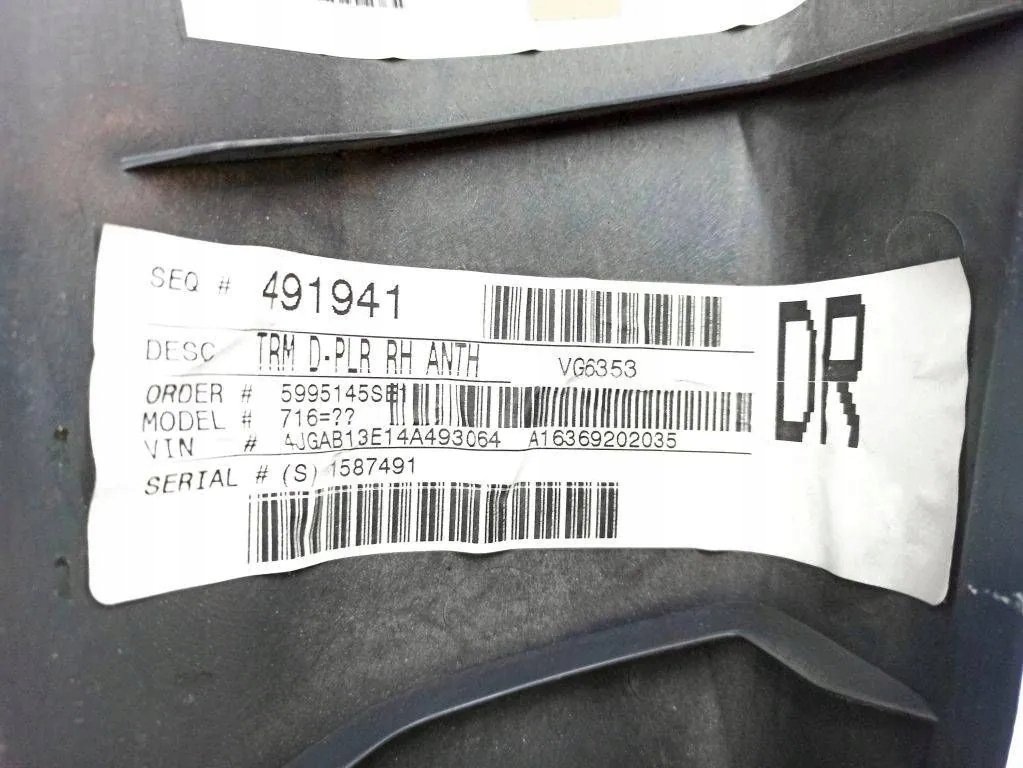 SEQ # 491941
DESC TRM D-PLR RH ANTH VG6353
DR
ORDER # 5995145SE1
MODEL # 716=??
VIN # 4JGAB13E14A493064 A16369202035
SERIAL # (S) 1587491